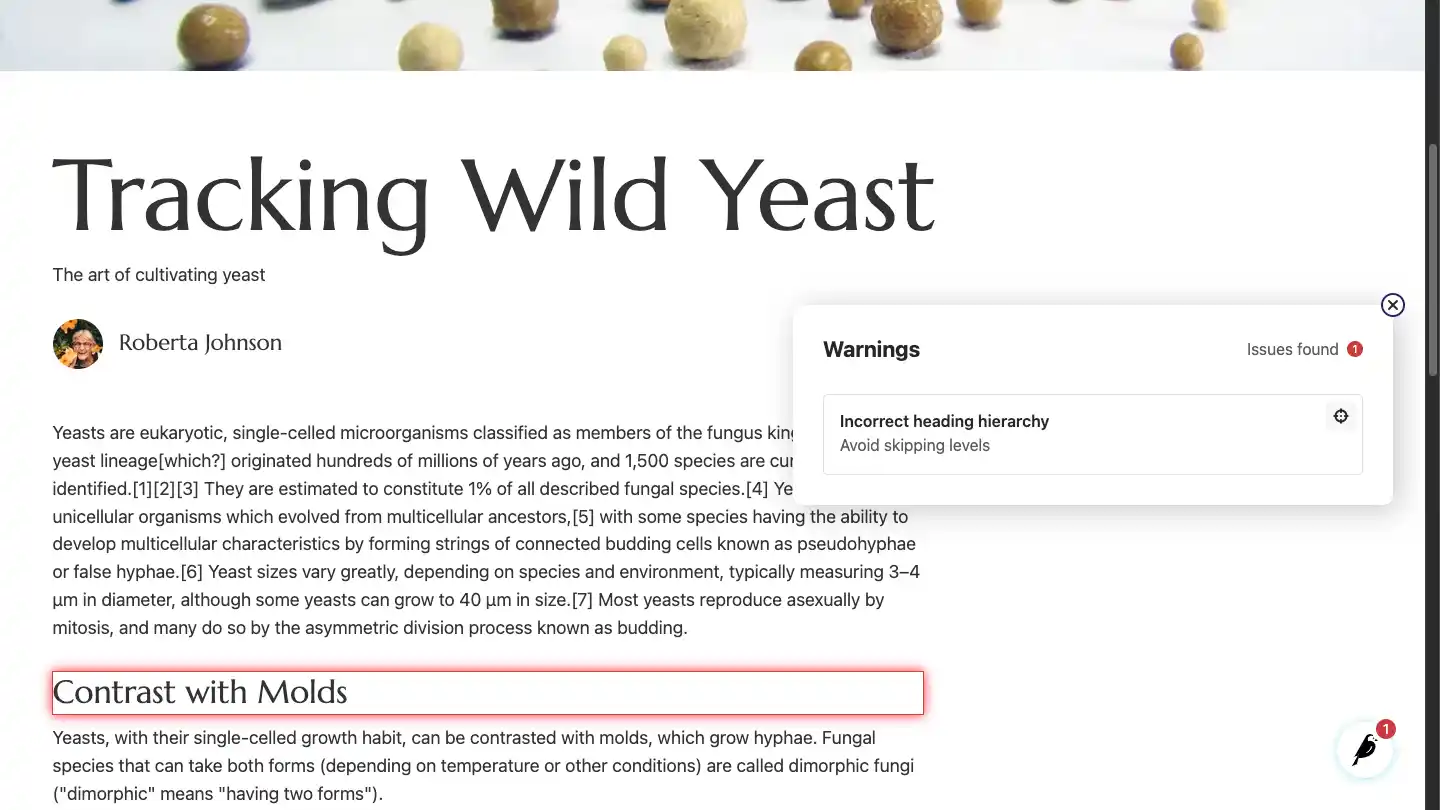 Tracking Wild Yeast
The art of cultivating yeast
Roberta Johnson
Warnings
Issues found 1
Incorrect heading hierarchy
Avoid skipping levels
Yeasts are eukaryotic, single-celled microorganisms classified as members of the fungus
yeast lineage[which?] originated hundreds of millions of years ago, and 1,500 species are
identified.[1][2][3] They are estimated to constitute 1% of all described fungal species.[4]
unicellular organisms which evolved from multicellular ancestors,[5] with some species having the ability to
develop multicellular characteristics by forming strings of connected budding cells known as pseudohyphae
or false hyphae.[6] Yeast sizes vary greatly, depending on species and environment, typically measuring 3–4
µm in diameter, although some yeasts can grow to 40 µm in size.[7] Most yeasts reproduce asexually by
mitosis, and many do so by the asymmetric division process known as budding.
Contrast with Molds
Yeasts, with their single-celled growth habit, can be contrasted with molds, which grow hyphae. Fungal
species that can take both forms (depending on temperature or other conditions) are called dimorphic fungi
("dimorphic" means "having two forms").
1